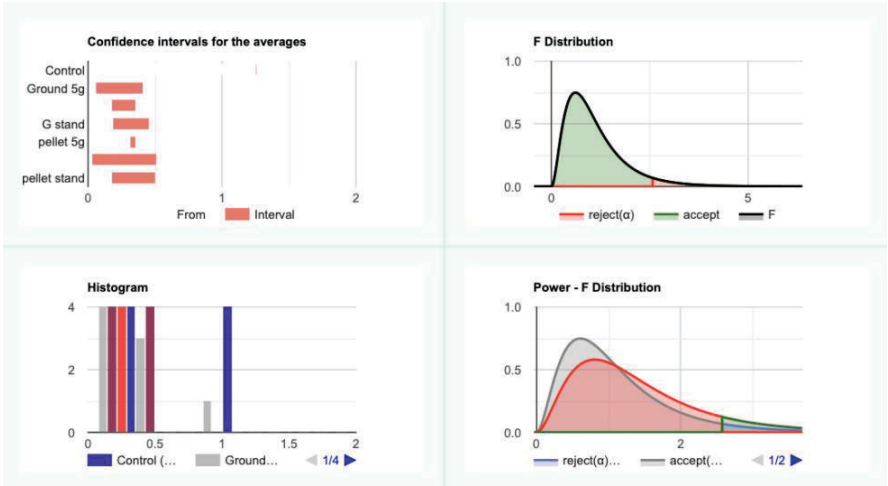 Confidence intervals for the averages
Control
Ground 5g
G stand
pellet 5g
pellet stand
0 1 2
From Interval
F Distribution
1.0
0.5
0.0
0 5
reject(α) accept F
Histogram
4
2
0
0 0.5 1 1.5 2
Control (... Ground... 1/4
Power - F Distribution
1.0
0.5
0.0
0 2
reject(α)... accept(... 1/2